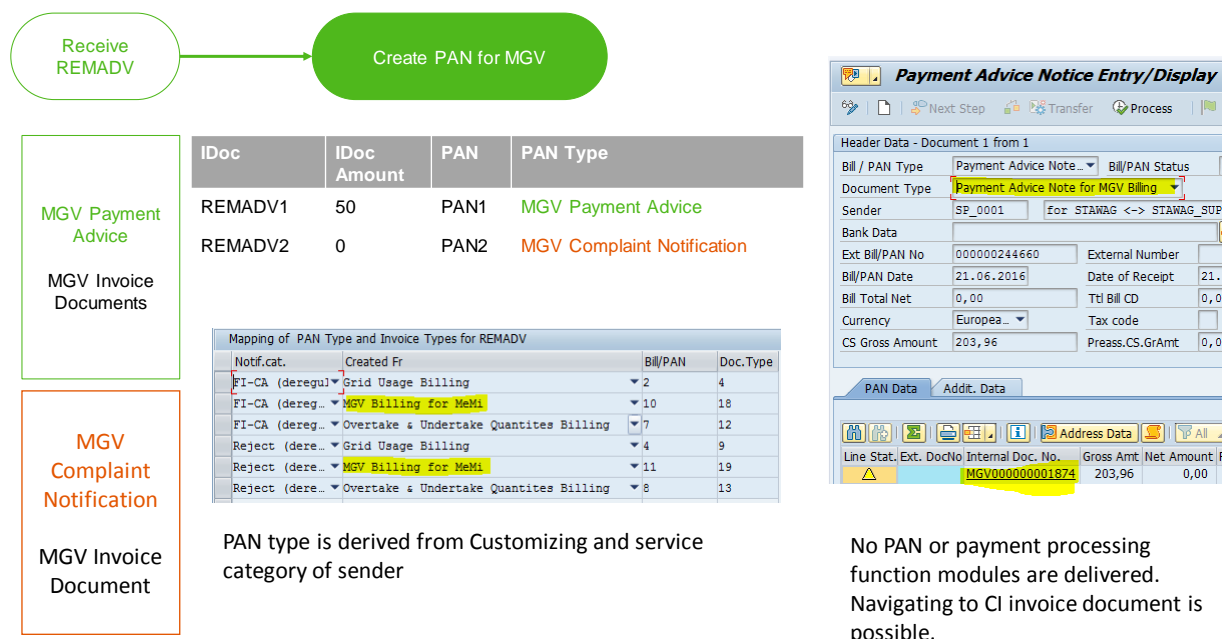 Receive
REMADV
Create PAN for MGV
MGV Payment
Advice
MGV Invoice
Documents
MGV
Complaint
Notification
MGV Invoice
Document
IDoc IDoc Amount PAN PAN Type
REMADV1 50 PAN1 MGV Payment Advice
REMADV2 0 PAN2 MGV Complaint Notification
Mapping of PAN Type and Invoice Types for REMADV
Notif.cat. Created Fr Bill/PAN Doc.Type
FI-CA (deregul Grid Usage Billing 2 4
FI-CA (dereg… MGV Billing for MeMi 10 18
FI-CA (dereg… Overtake & Undertake Quantites Billing 7 12
Reject (dere… Grid Usage Billing 4 9
Reject (dere… MGV Billing for MeMi 11 19
Reject (dere… Overtake & Undertake Quantites Billing 8 13
PAN type is derived from Customizing and service
category of sender
Payment Advice Notice Entry/Display
Next Step Transfer Process
Header Data - Document 1 from 1
Bill / PAN Type Payment Advice Note… Bill/PAN Status
Document Type Payment Advice Note for MGV Billing
Sender SP_0001 for STAWAG <-> STAWAG_SUP
Bank Data
Ext Bill/PAN No 000000244660 External Number
Bill/PAN Date 21.06.2016 Date of Receipt 21.
Bill Total Net 0,00 Ttl Bill CD 0,0
Currency Europea… Tax code
CS Gross Amount 203,96 Preass.CS.GrAmt 0,0
PAN Data Addit. Data
Address Data All
Line Stat. Ext. DocNo Internal Doc. No. Gross Amt Net Amount
MGV000000001874 203,96 0,00
No PAN or payment processing
function modules are delivered.
Navigating to CI invoice document is
possible.